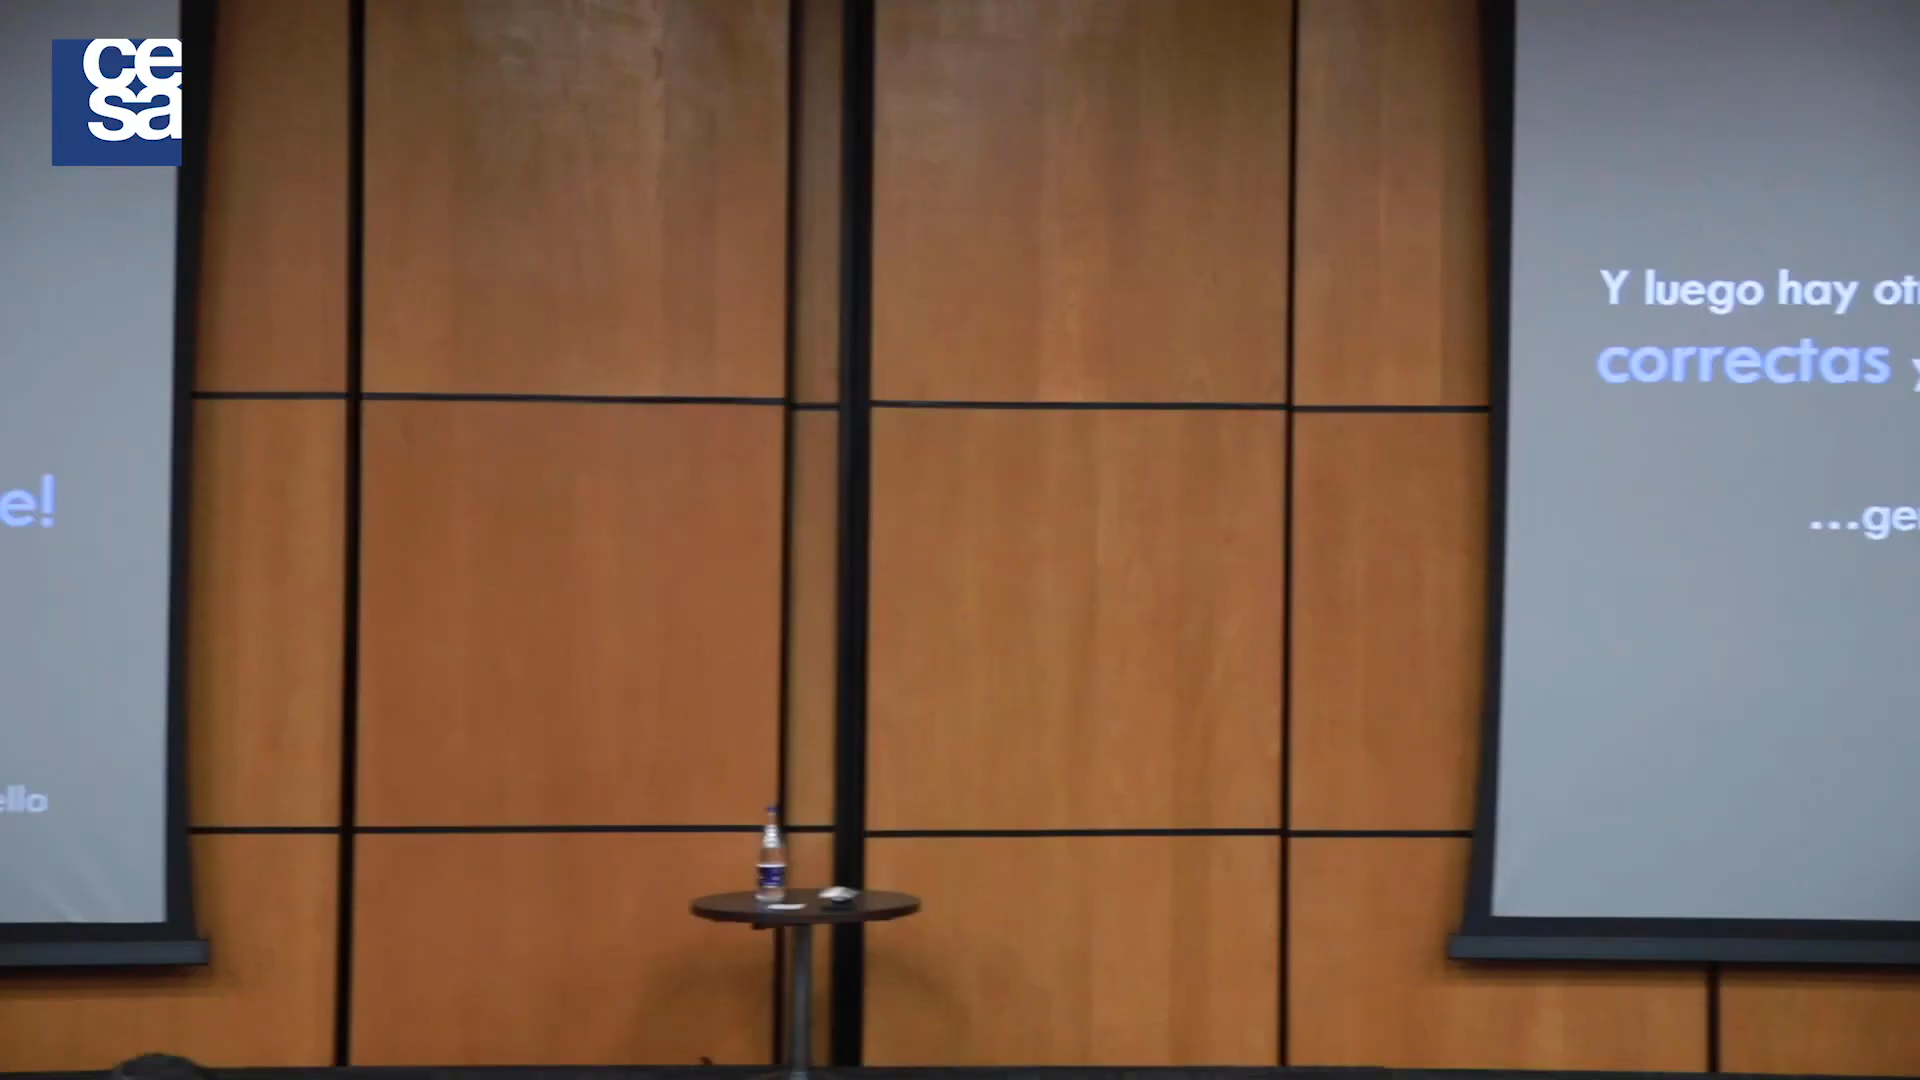 ce
sa
e!
ello
Y luego hay ot
correctas y
...ge